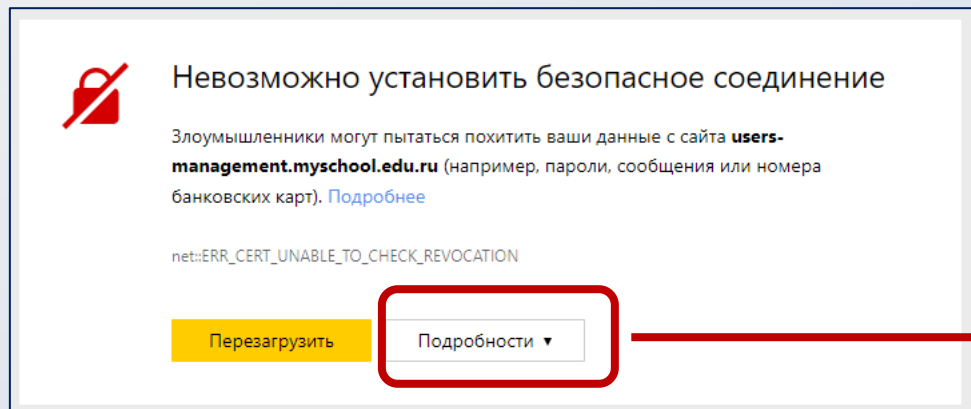 Невозможно установить безопасное соединение
Злоумышленники могут пытаться похитить ваши данные с сайта users-
management.myschool.edu.ru (например, пароли, сообщения или номера
банковских карт). Подробнее
net::ERR_CERT_UNABLE_TO_CHECK_REVOCATION
Перезагрузить
Подробности ▾